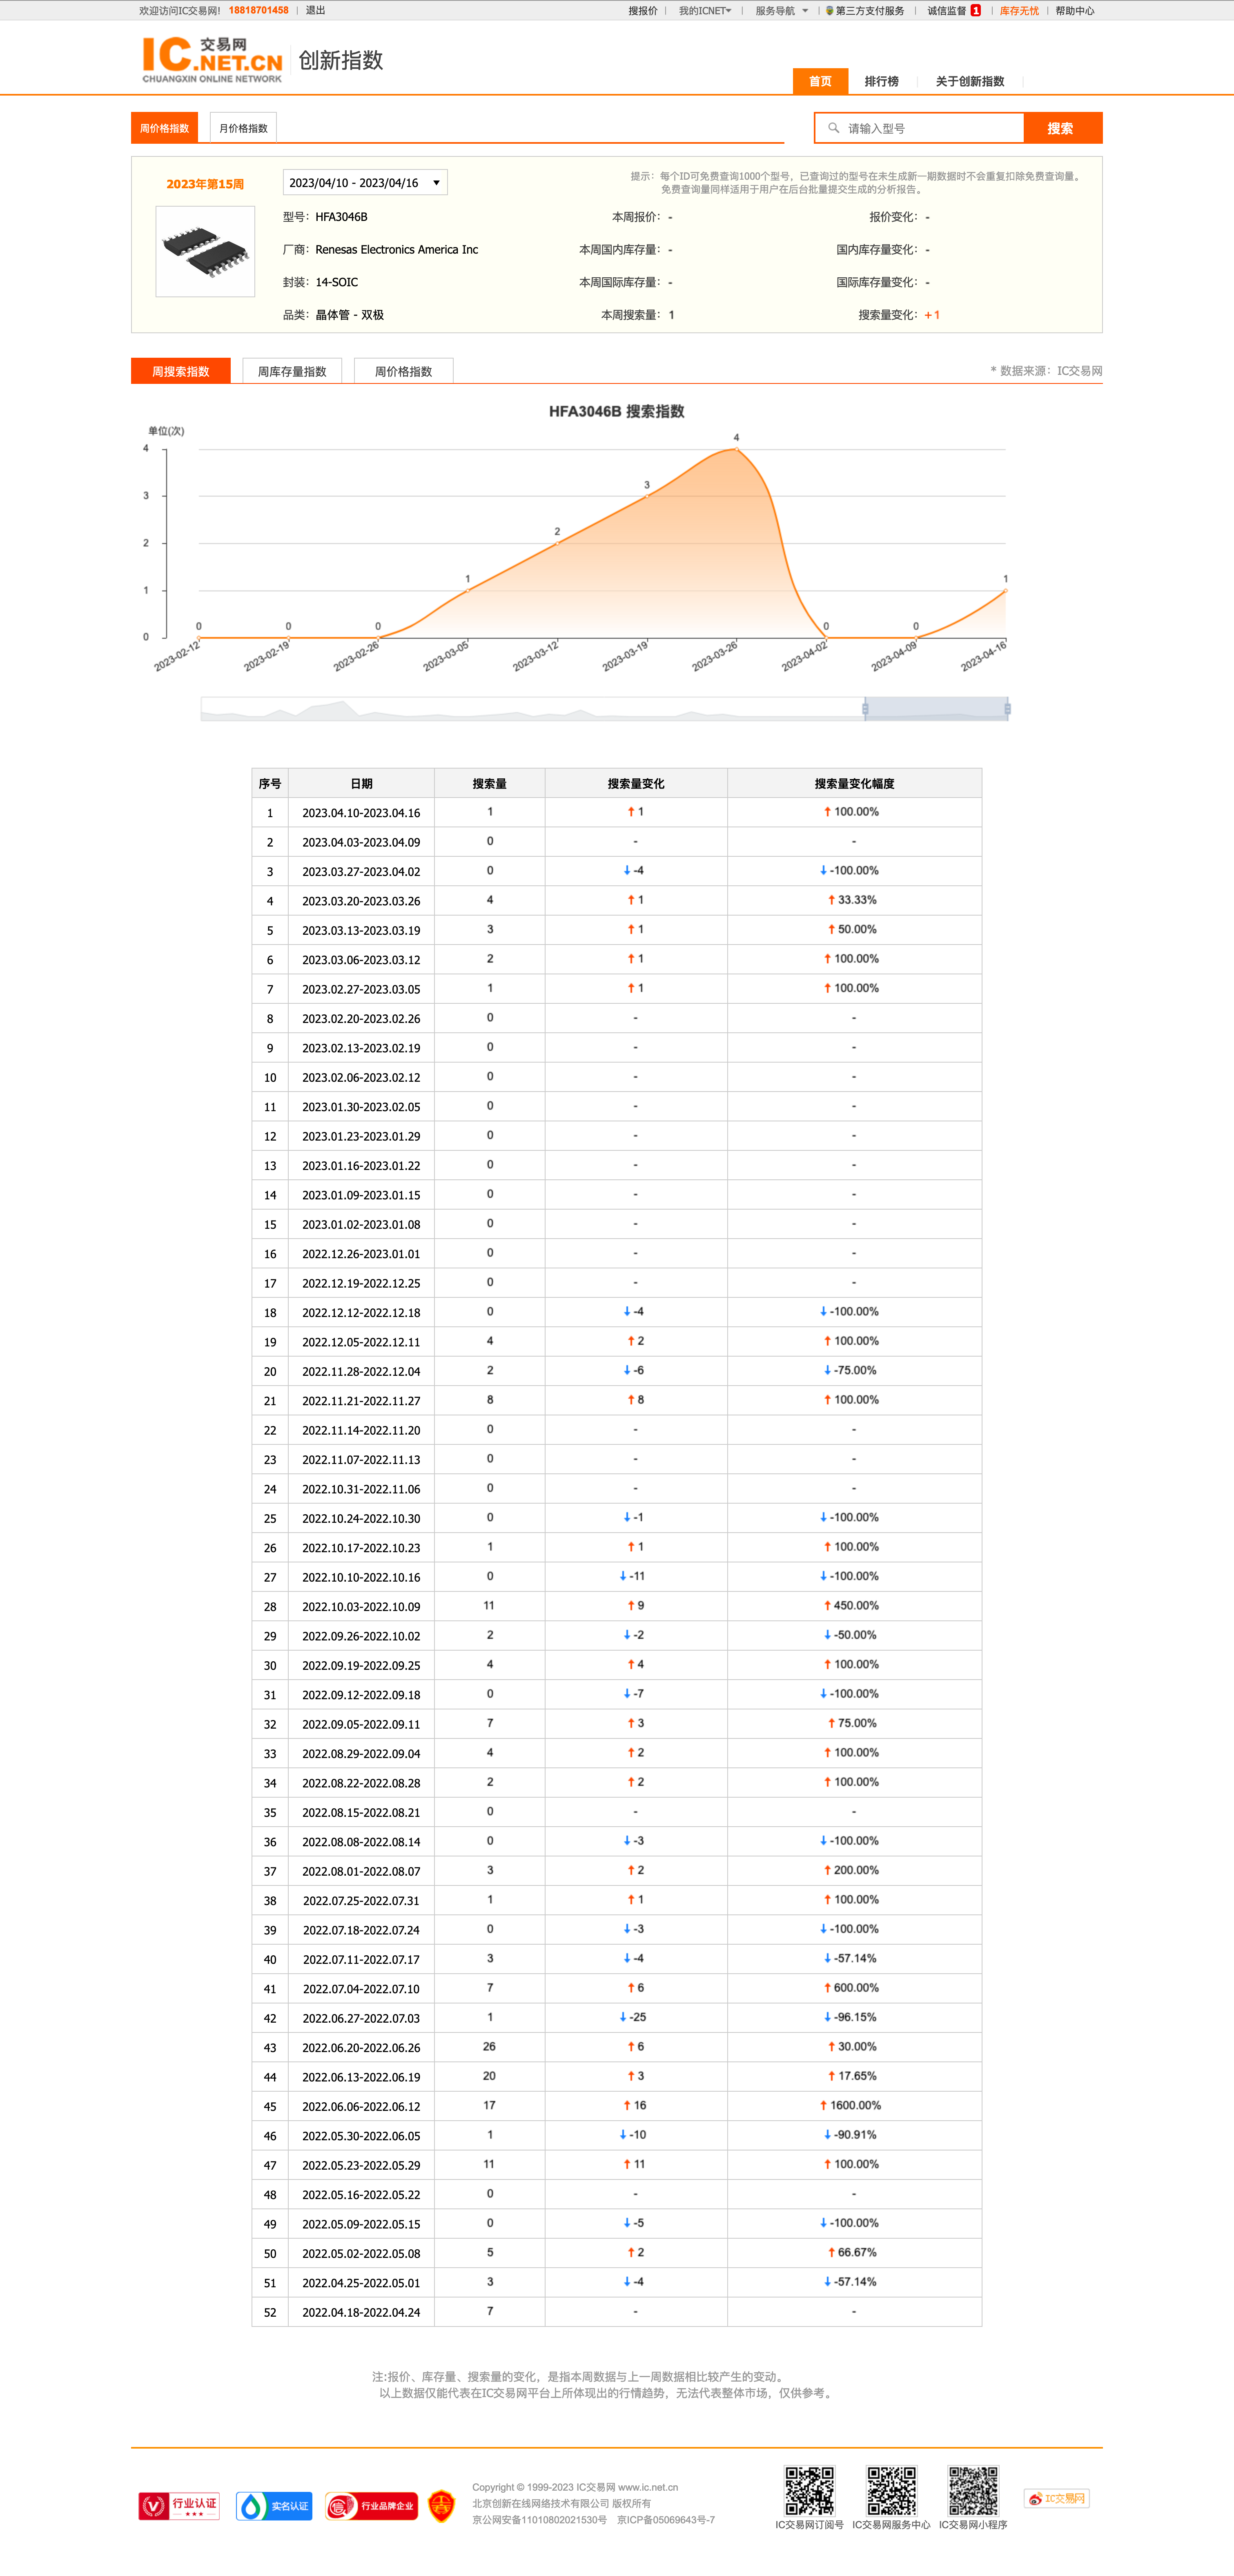 欢迎访问IC交易网! 18818701458 | 退出 搜报价 | 我的ICNET | 服务导航 | 第三方支付服务 | 诚信监督 1 | 库存无忧 | 帮助中心
IC 交易网 .NET.CN CHUANGXIN ONLINE NETWORK 创新指数
首页 排行榜 关于创新指数
周价格指数 月价格指数 请输入型号 搜索
2023年第15周 2023/04/10 - 2023/04/16
提示：每个ID可免费查询1000个型号，已查询过的型号在未生成新一期数据时不会重复扣除免费查询量。
免费查询量同样适用于用户在后台批量提交生成的分析报告。
型号：HFA3046B 本周报价：- 报价变化：-
厂商：Renesas Electronics America Inc 本周国内库存量：- 国内库存量变化：-
封装：14-SOIC 本周国际库存量：- 国际库存量变化：-
品类：晶体管 - 双极 本周搜索量：1 搜索量变化：+1
周搜索指数 周库存量指数 周价格指数 * 数据来源：IC交易网
HFA3046B 搜索指数
单位(次)
4 4
3 3
2 2
1 1 1
0 0 0 0 0 0
2023-02-12 2023-02-19 2023-02-26 2023-03-05 2023-03-12 2023-03-19 2023-03-26 2023-04-02 2023-04-09 2023-04-16
序号 日期 搜索量 搜索量变化 搜索量变化幅度
1 2023.04.10-2023.04.16 1 ↑ 1 ↑ 100.00%
2 2023.04.03-2023.04.09 0 - -
3 2023.03.27-2023.04.02 0 ↓ -4 ↓ -100.00%
4 2023.03.20-2023.03.26 4 ↑ 1 ↑ 33.33%
5 2023.03.13-2023.03.19 3 ↑ 1 ↑ 50.00%
6 2023.03.06-2023.03.12 2 ↑ 1 ↑ 100.00%
7 2023.02.27-2023.03.05 1 ↑ 1 ↑ 100.00%
8 2023.02.20-2023.02.26 0 - -
9 2023.02.13-2023.02.19 0 - -
10 2023.02.06-2023.02.12 0 - -
11 2023.01.30-2023.02.05 0 - -
12 2023.01.23-2023.01.29 0 - -
13 2023.01.16-2023.01.22 0 - -
14 2023.01.09-2023.01.15 0 - -
15 2023.01.02-2023.01.08 0 - -
16 2022.12.26-2023.01.01 0 - -
17 2022.12.19-2022.12.25 0 - -
18 2022.12.12-2022.12.18 0 ↓ -4 ↓ -100.00%
19 2022.12.05-2022.12.11 4 ↑ 2 ↑ 100.00%
20 2022.11.28-2022.12.04 2 ↓ -6 ↓ -75.00%
21 2022.11.21-2022.11.27 8 ↑ 8 ↑ 100.00%
22 2022.11.14-2022.11.20 0 - -
23 2022.11.07-2022.11.13 0 - -
24 2022.10.31-2022.11.06 0 - -
25 2022.10.24-2022.10.30 0 ↓ -1 ↓ -100.00%
26 2022.10.17-2022.10.23 1 ↑ 1 ↑ 100.00%
27 2022.10.10-2022.10.16 0 ↓ -11 ↓ -100.00%
28 2022.10.03-2022.10.09 11 ↑ 9 ↑ 450.00%
29 2022.09.26-2022.10.02 2 ↓ -2 ↓ -50.00%
30 2022.09.19-2022.09.25 4 ↑ 4 ↑ 100.00%
31 2022.09.12-2022.09.18 0 ↓ -7 ↓ -100.00%
32 2022.09.05-2022.09.11 7 ↑ 3 ↑ 75.00%
33 2022.08.29-2022.09.04 4 ↑ 2 ↑ 100.00%
34 2022.08.22-2022.08.28 2 ↑ 2 ↑ 100.00%
35 2022.08.15-2022.08.21 0 - -
36 2022.08.08-2022.08.14 0 ↓ -3 ↓ -100.00%
37 2022.08.01-2022.08.07 3 ↑ 2 ↑ 200.00%
38 2022.07.25-2022.07.31 1 ↑ 1 ↑ 100.00%
39 2022.07.18-2022.07.24 0 ↓ -3 ↓ -100.00%
40 2022.07.11-2022.07.17 3 ↓ -4 ↓ -57.14%
41 2022.07.04-2022.07.10 7 ↑ 6 ↑ 600.00%
42 2022.06.27-2022.07.03 1 ↓ -25 ↓ -96.15%
43 2022.06.20-2022.06.26 26 ↑ 6 ↑ 30.00%
44 2022.06.13-2022.06.19 20 ↑ 3 ↑ 17.65%
45 2022.06.06-2022.06.12 17 ↑ 16 ↑ 1600.00%
46 2022.05.30-2022.06.05 1 ↓ -10 ↓ -90.91%
47 2022.05.23-2022.05.29 11 ↑ 11 ↑ 100.00%
48 2022.05.16-2022.05.22 0 - -
49 2022.05.09-2022.05.15 0 ↓ -5 ↓ -100.00%
50 2022.05.02-2022.05.08 5 ↑ 2 ↑ 66.67%
51 2022.04.25-2022.05.01 3 ↓ -4 ↓ -57.14%
52 2022.04.18-2022.04.24 7 - -
注:报价、库存量、搜索量的变化，是指本周数据与上一周数据相比较产生的变动。
以上数据仅能代表在IC交易网平台上所体现出的行情趋势，无法代表整体市场，仅供参考。
行业认证 实名认证 行业品牌企业
Copyright © 1999-2023 IC交易网 www.ic.net.cn
北京创新在线网络技术有限公司 版权所有
京公网安备11010802021530号 京ICP备05069643号-7
IC交易网订阅号 IC交易网服务中心 IC交易网小程序 IC交易网